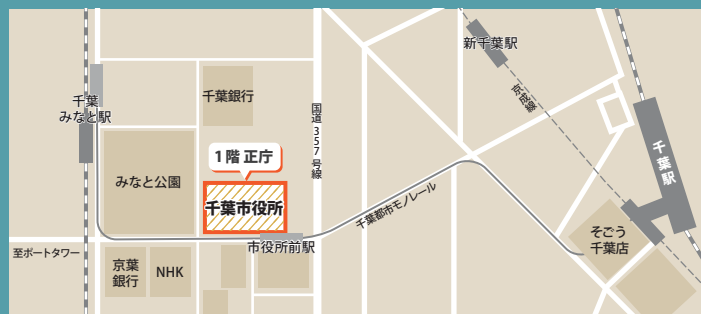 新千葉駅
京成線
千葉
みなと駅
千葉銀行
国道357号線
千葉駅
1階 正庁
みなと公園
千葉市役所
千葉都市モノレール
そごう
千葉店
市役所前駅
至ポートタワー
京葉
銀行
NHK